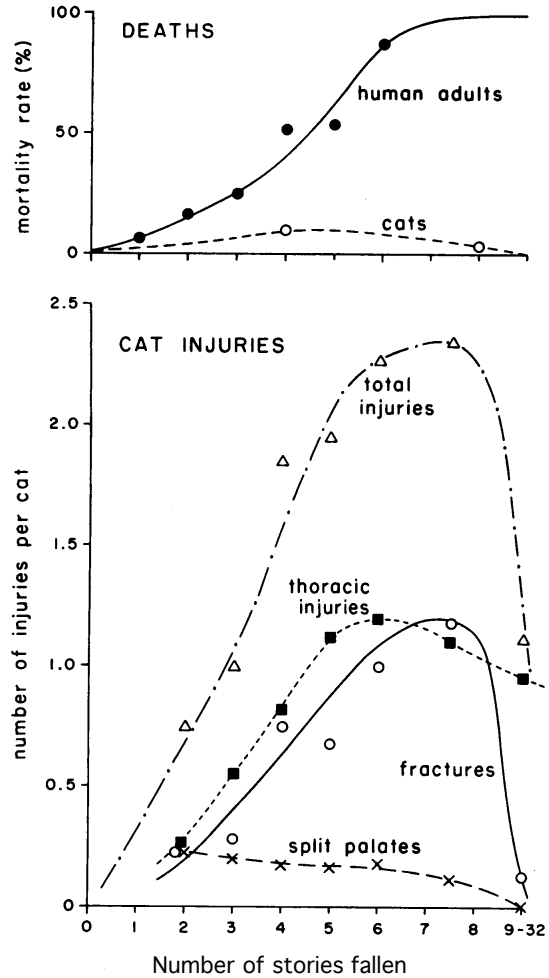 100
DEATHS
mortality rate (%)
50
human adults
cats
0
2.5
CAT INJURIES
total
injuries
2.0
number of injuries per cat
1.5
thoracic
injuries
1.0
fractures
0.5
split palates
0
0 1 2 3 4 5 6 7 8 9-32
Number of stories fallen